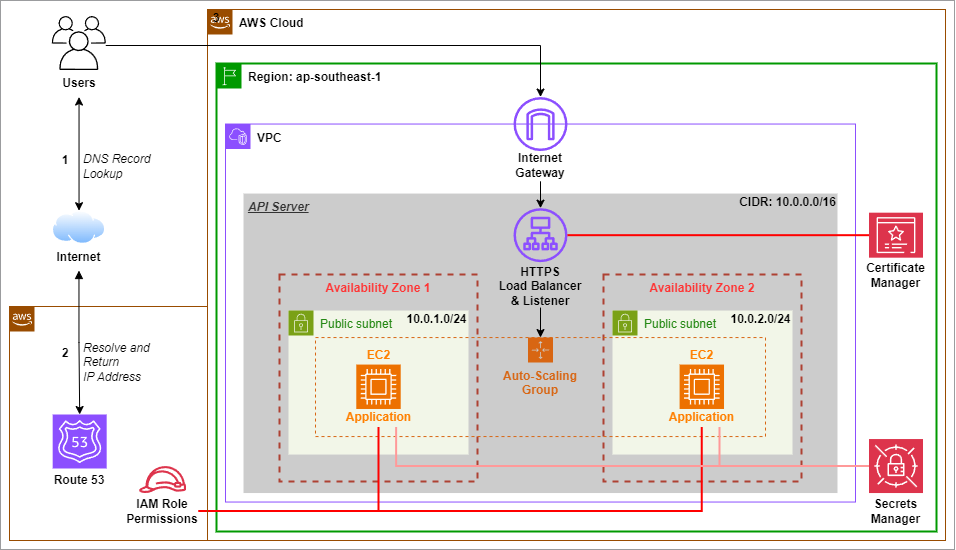 aws
AWS Cloud
Users
Region: ap-southeast-1
VPC
Internet
Gateway
1
DNS Record
Lookup
API Server
CIDR: 10.0.0.0/16
Internet
HTTPS
Load Balancer
& Listener
Certificate
Manager
Availability Zone 1
Availability Zone 2
aws
Public subnet
10.0.1.0/24
Public subnet
10.0.2.0/24
2
Resolve and
Return
IP Address
EC2
Application
Auto-Scaling
Group
EC2
Application
53
Route 53
IAM Role
Permissions
Secrets
Manager